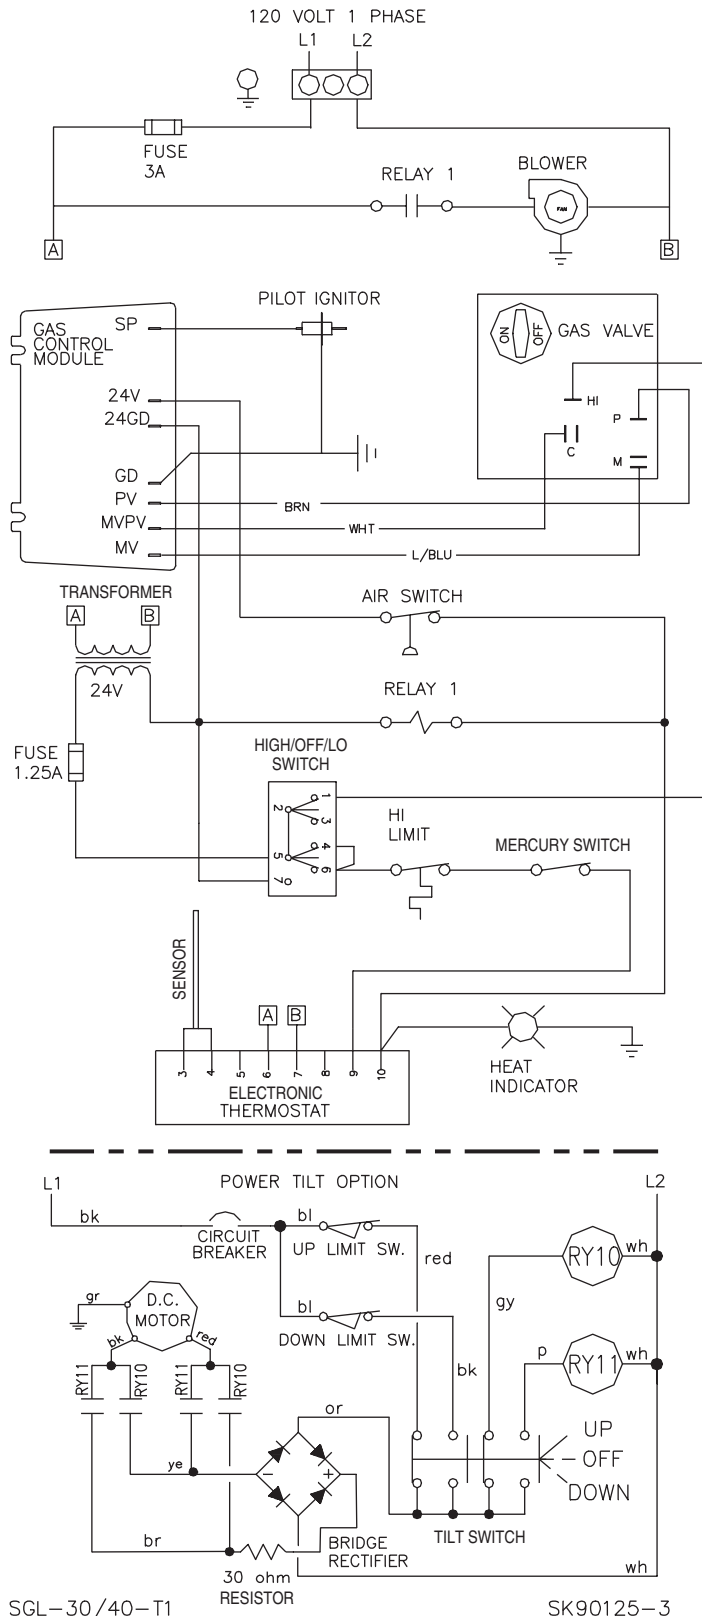 120 VOLT 1 PHASE
L1 L2
FUSE
3A
RELAY 1
BLOWER
FAN
A
B
PILOT IGNITOR
GAS
CONTROL
MODULE
SP
24V
24GD
GD
PV
MVPV
MV
ON
OFF
GAS VALVE
HI
P
C
M
BRN
WHT
L/BLU
TRANSFORMER
A B
24V
AIR SWITCH
RELAY 1
FUSE
1.25A
HIGH/OFF/LO
SWITCH
1
2
3
4
5
6
7
HI
LIMIT
MERCURY SWITCH
SENSOR
A B
3 4 5 6 7 8 9 10
ELECTRONIC
THERMOSTAT
HEAT
INDICATOR
POWER TILT OPTION
L1
L2
bk
CIRCUIT
BREAKER
bl
UP LIMIT SW.
red
RY10
wh
gy
gr
D.C.
MOTOR
bk
red
bl
DOWN LIMIT SW.
bk
p
RY11
wh
RY11
RY10
RY11
RY10
or
ye
-
+
UP
OFF
DOWN
TILT SWITCH
br
BRIDGE
RECTIFIER
30 ohm
RESISTOR
wh
SGL-30/40-T1
SK90125-3